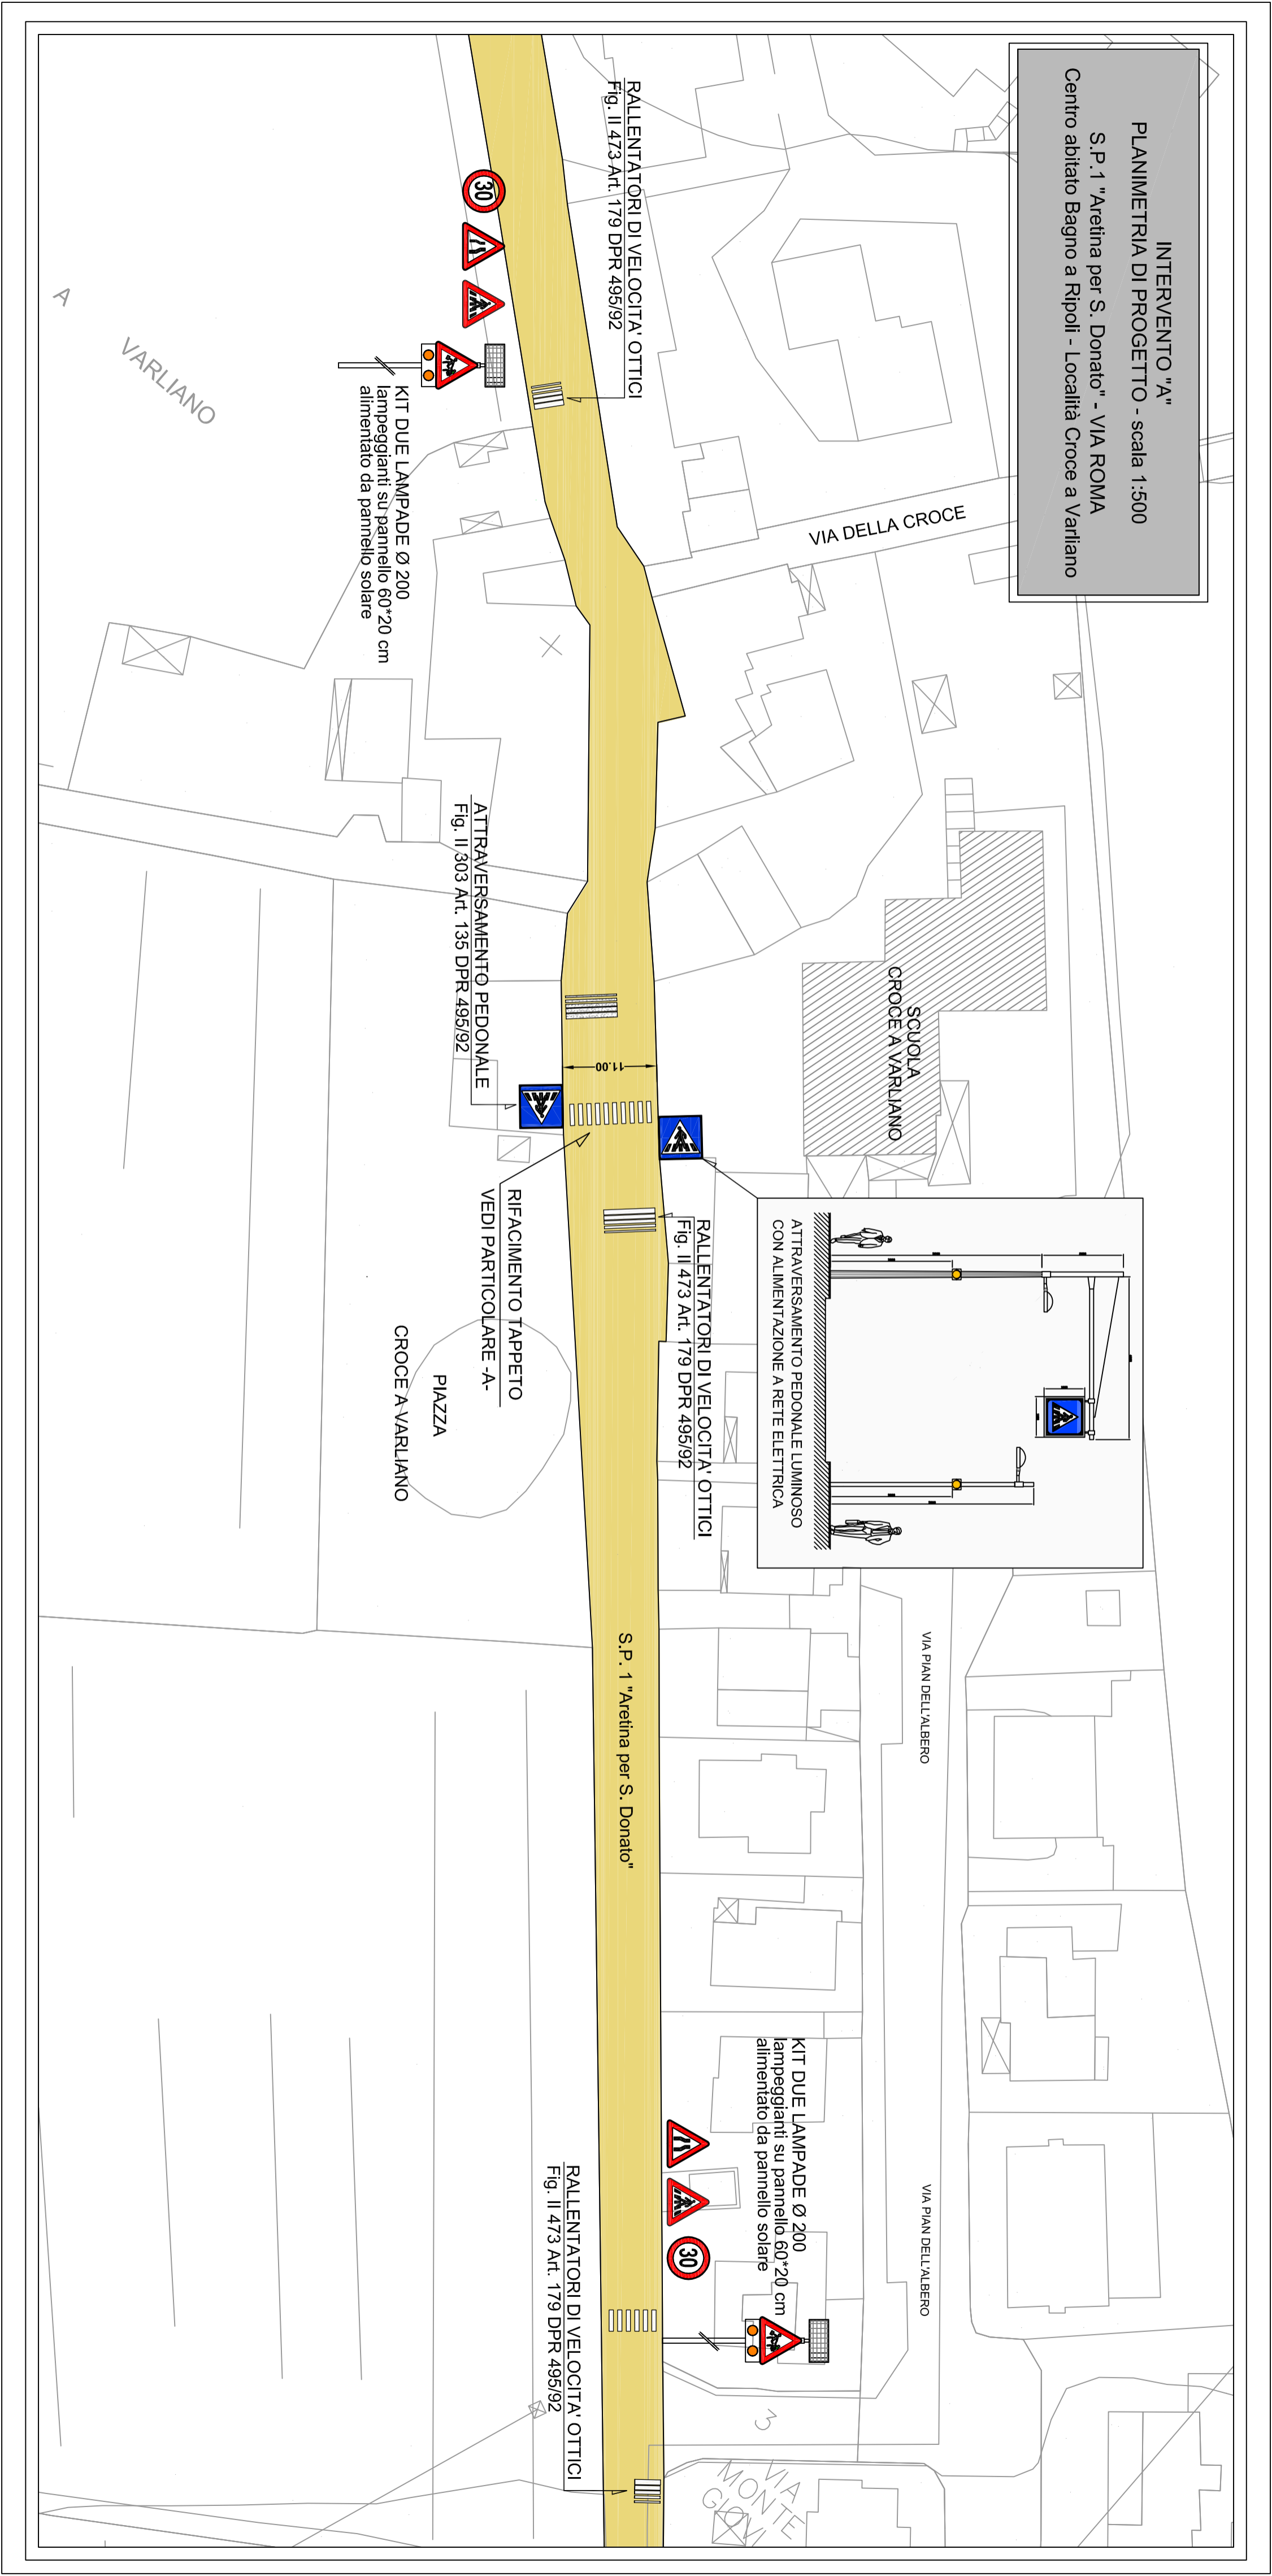 INTERVENTO "A"
PLANIMETRIA DI PROGETTO - scala 1:500
S.P.1 "Aretina per S. Donato" - VIA ROMA
Centro abitato Bagno a Ripoli - Località Croce a Varliano
RALLENTATORI DI VELOCITA' OTTICI
Fig. II 473 Art. 179 DPR 495/92
30
A
VARLIANO
KIT DUE LAMPADE Ø 200
lampeggianti su pannello 60*20 cm
alimentato da pannello solare
VIA DELLA CROCE
ATTRAVERSAMENTO PEDONALE
Fig. II 303 Art. 135 DPR 495/92
SCUOLA
CROCE A VARLIANO
11.00
RIFACIMENTO TAPPETO
VEDI PARTICOLARE -A-
RALLENTATORI DI VELOCITA' OTTICI
Fig. II 473 Art. 179 DPR 495/92
ATTRAVERSAMENTO PEDONALE LUMINOSO
CON ALIMENTAZIONE A RETE ELETTRICA
PIAZZA
CROCE A VARLIANO
S.P. 1 "Aretina per S. Donato"
VIA PIAN DELL'ALBERO
VIA PIAN DELL'ALBERO
KIT DUE LAMPADE Ø 200
lampeggianti su pannello 60*20 cm
alimentato da pannello solare
30
RALLENTATORI DI VELOCITA' OTTICI
Fig. II 473 Art. 179 DPR 495/92
3
VIA
MONTE